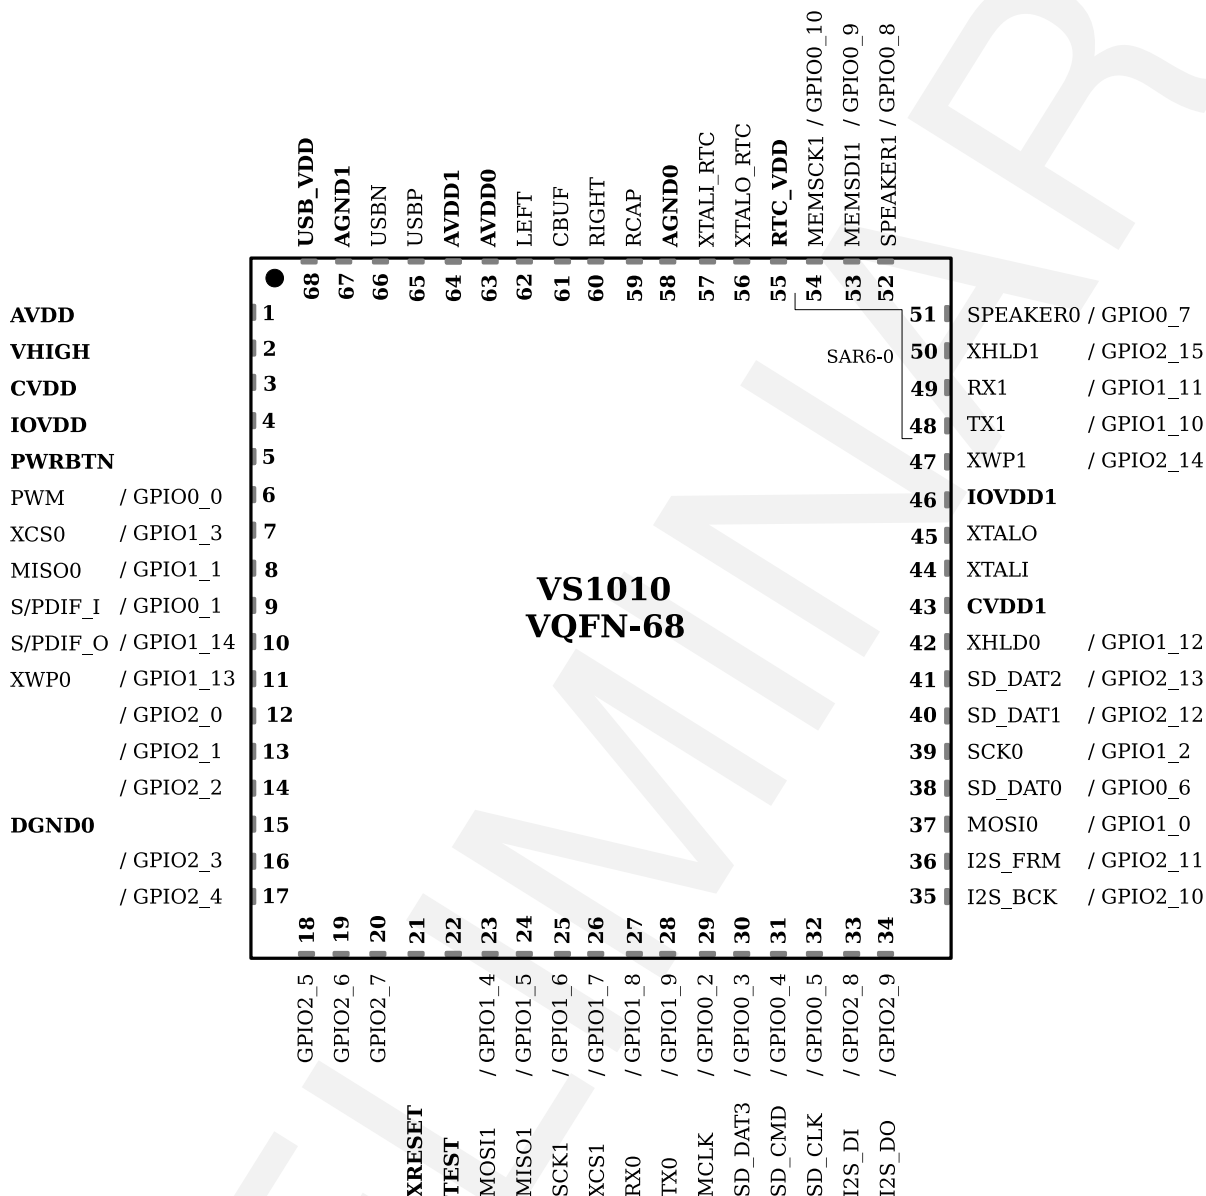 USB_VDD
AGND1
USBN
USBP
AVDD1
AVDD0
LEFT
CBUF
RIGHT
RCAP
AGND0
XTALI_RTC
XTALO_RTC
RTC_VDD
MEMSCK1 / GPIO0_10
MEMSDI1 / GPIO0_9
SPEAKER1 / GPIO0_8
68 67 66 65 64 63 62 61 60 59 58 57 56 55 54 53 52
AVDD 1
VHIGH 2
CVDD 3
IOVDD 4
PWRBTN 5
PWM / GPIO0_0 6
XCS0 / GPIO1_3 7
MISO0 / GPIO1_1 8
S/PDIF_I / GPIO0_1 9
S/PDIF_O / GPIO1_14 10
XWP0 / GPIO1_13 11
/ GPIO2_0 12
/ GPIO2_1 13
/ GPIO2_2 14
DGND0 15
/ GPIO2_3 16
/ GPIO2_4 17
SAR6-0
VS1010
VQFN-68
51 SPEAKER0 / GPIO0_7
50 XHLD1 / GPIO2_15
49 RX1 / GPIO1_11
48 TX1 / GPIO1_10
47 XWP1 / GPIO2_14
46 IOVDD1
45 XTALO
44 XTALI
43 CVDD1
42 XHLD0 / GPIO1_12
41 SD_DAT2 / GPIO2_13
40 SD_DAT1 / GPIO2_12
39 SCK0 / GPIO1_2
38 SD_DAT0 / GPIO0_6
37 MOSI0 / GPIO1_0
36 I2S_FRM / GPIO2_11
35 I2S_BCK / GPIO2_10
18 19 20 21 22 23 24 25 26 27 28 29 30 31 32 33 34
GPIO2_5
GPIO2_6
GPIO2_7
XRESET
TEST
MOSI1 / GPIO1_4
MISO1 / GPIO1_5
SCK1 / GPIO1_6
XCS1 / GPIO1_7
RX0 / GPIO1_8
TX0 / GPIO1_9
MCLK / GPIO0_2
SD_DAT3 / GPIO0_3
SD_CMD / GPIO0_4
SD_CLK / GPIO0_5
I2S_DI / GPIO2_8
I2S_DO / GPIO2_9